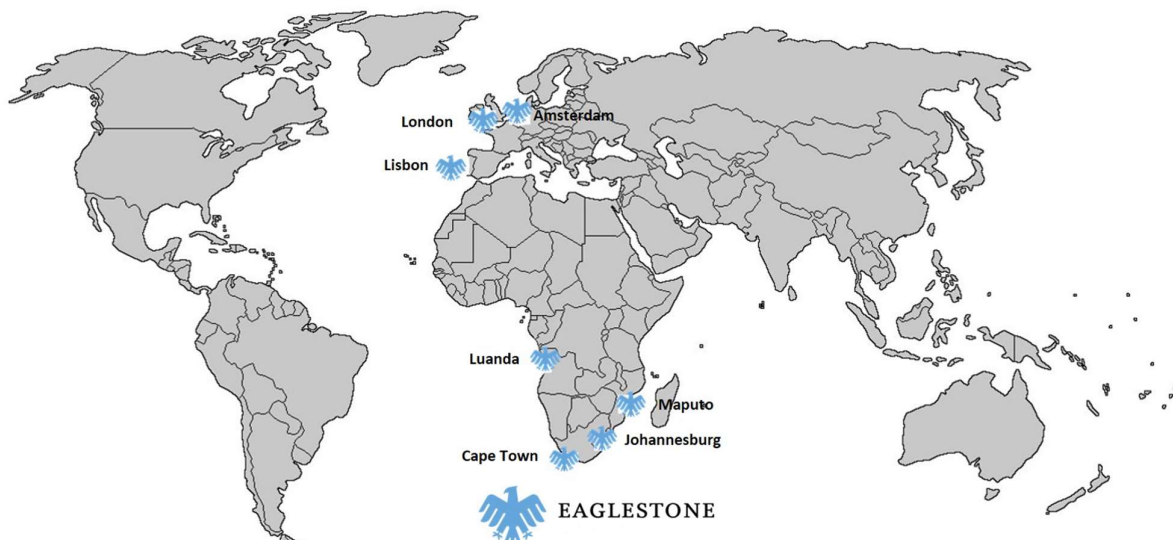 London
Amsterdam
Lisbon
Luanda
Maputo
Johannesburg
Cape Town
EAGLESTONE